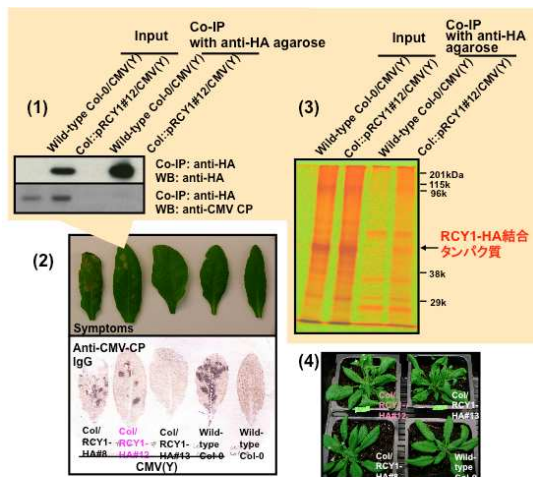 Input
Co-IP
with anti-HA agarose
Wild-type Col-0/CMV(Y)
Col::pRCY1#12/CMV(Y)
Wild-type Col-0/CMV(Y)
Col::pRCY1#12/CMV(Y)
(1)
Co-IP: anti-HA
WB: anti-HA
Co-IP: anti-HA
WB: anti-CMV CP
(2)
Symptoms
Anti-CMV-CP
IgG
Col/
RCY1-
HA#8
Col/
RCY1-
HA#12
Col/
RCY1-
HA#13
Wild-
type
Col-0
Wild-
type
Col-0
CMV(Y)
Input
Co-IP
with anti-HA
agarose
Wild-type Col-0/CMV(Y)
Col::pRCY1#12/CMV(Y)
Wild-type Col-0/CMV(Y)
Col::pRCY1#12/CMV(Y)
(3)
201kDa
115k
96k
RCY1-HA結合
タンパク質
38k
29k
(4)
Col/
RCY1-
HA#12
Col/
RCY1-
HA#13
Col/
RCY1-
HA#8
Wild-
type
Col-0